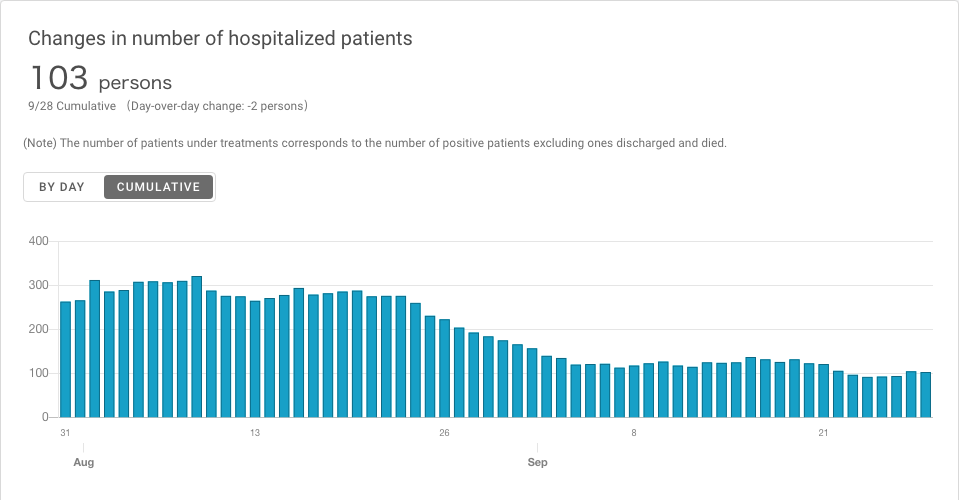 Changes in number of hospitalized patients
103 persons
9/28 Cumulative （Day-over-day change: -2 persons）
(Note) The number of patients under treatments corresponds to the number of positive patients excluding ones discharged and died.
BY DAY CUMULATIVE
400
300
200
100
0
31 13 26 8 21
Aug Sep